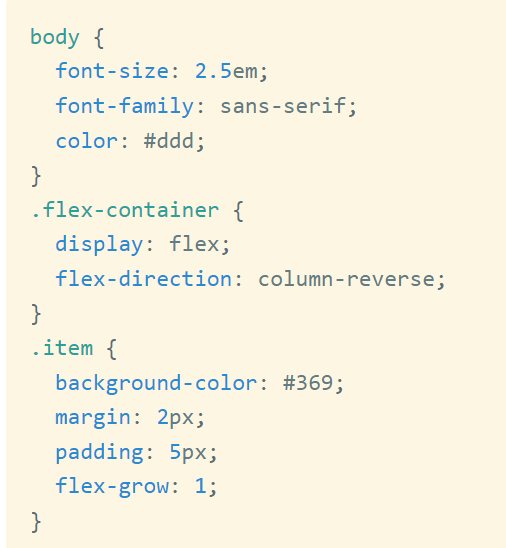 body {
  font-size: 2.5em;
  font-family: sans-serif;
  color: #ddd;
}
.flex-container {
  display: flex;
  flex-direction: column-reverse;
}
.item {
  background-color: #369;
  margin: 2px;
  padding: 5px;
  flex-grow: 1;
}